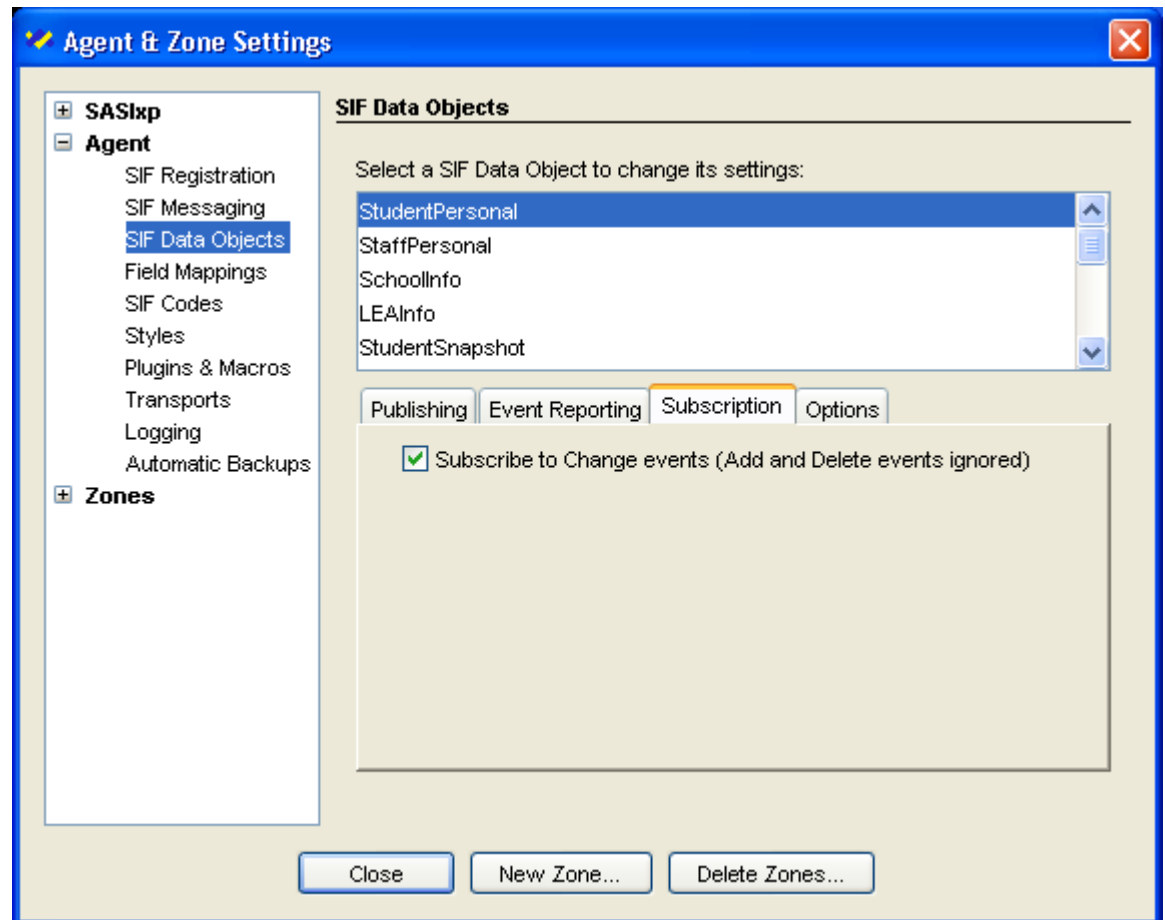 Agent & Zone Settings
SASIxp
Agent
SIF Registration
SIF Messaging
SIF Data Objects
Field Mappings
SIF Codes
Styles
Plugins & Macros
Transports
Logging
Automatic Backups
Zones
SIF Data Objects
Select a SIF Data Object to change its settings:
StudentPersonal
StaffPersonal
SchoolInfo
LEAInfo
StudentSnapshot
Publishing Event Reporting Subscription Options
Subscribe to Change events (Add and Delete events ignored)
Close New Zone... Delete Zones...